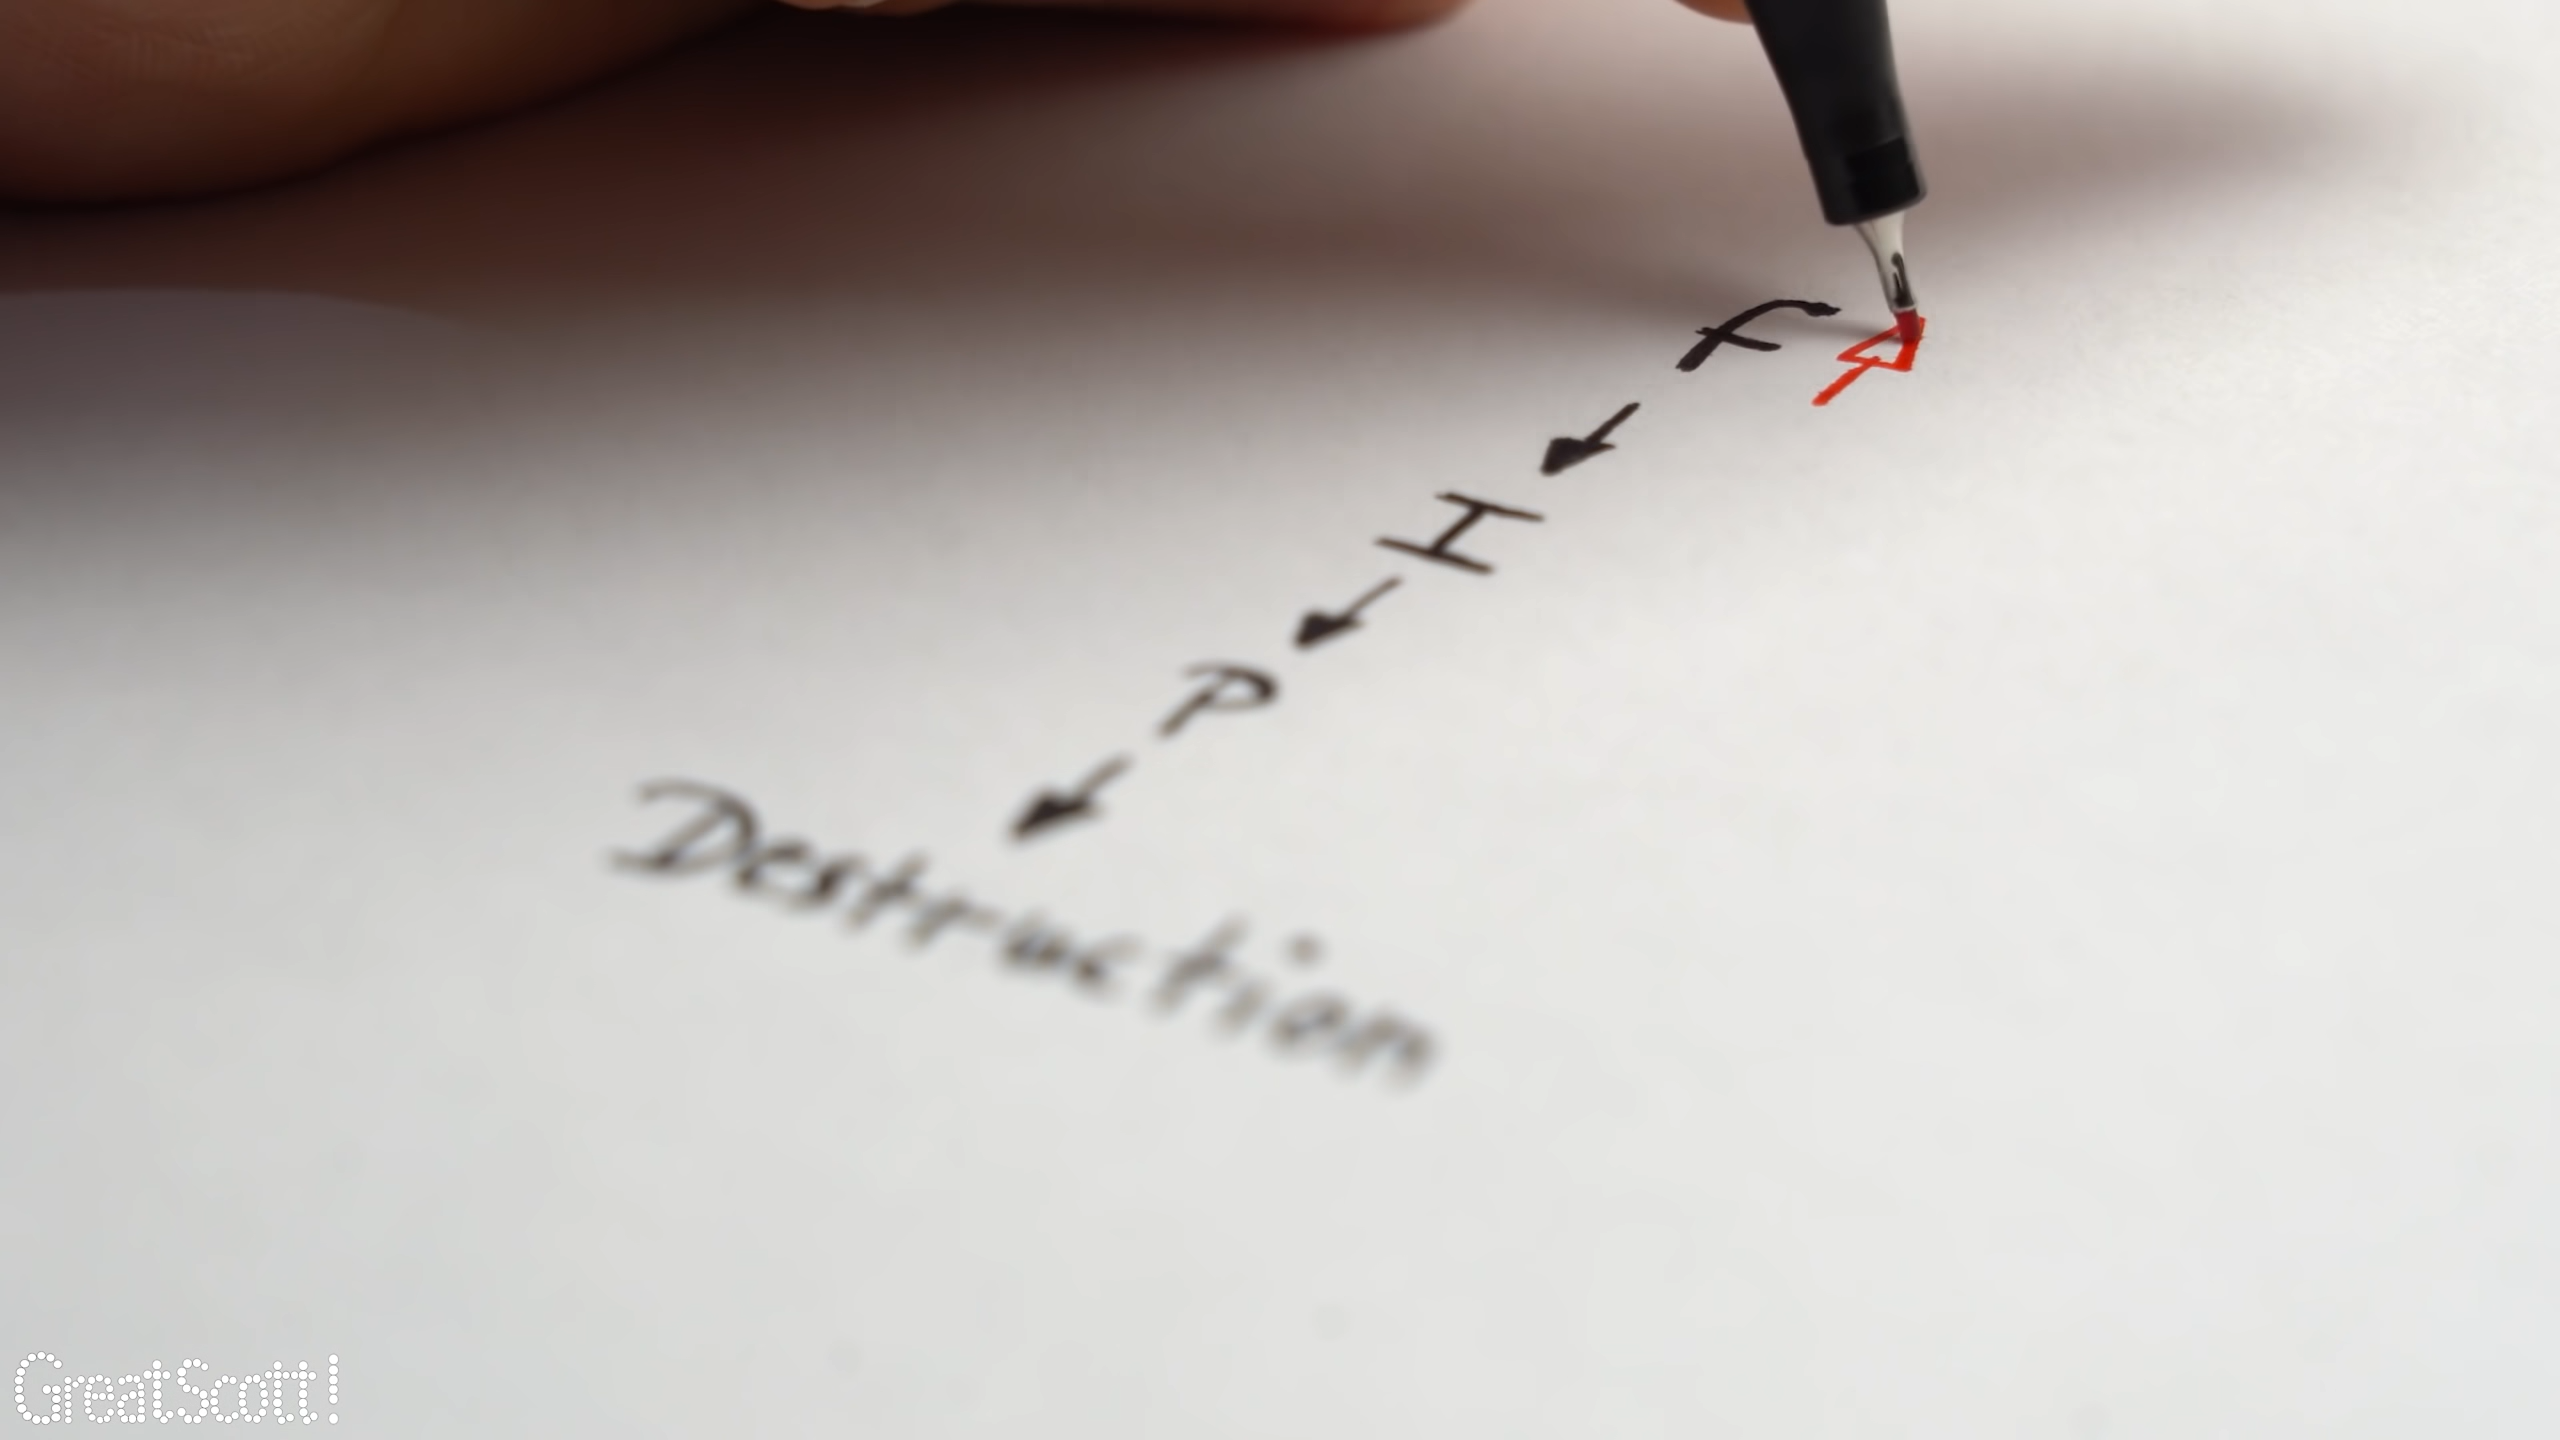 f
↓
I
↓
P
↓
Destruction
GreatScott!